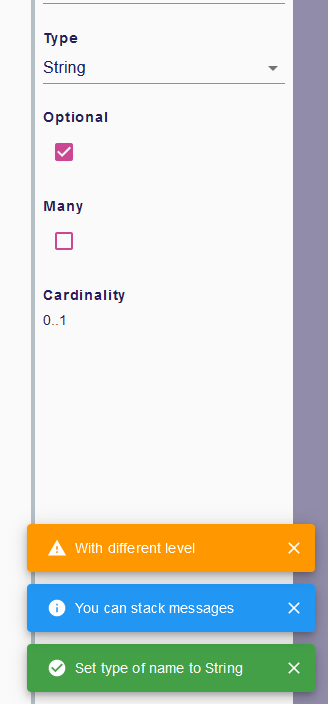 Type
String
Optional
Many
Cardinality
0..1
With different level
You can stack messages
Set type of name to String